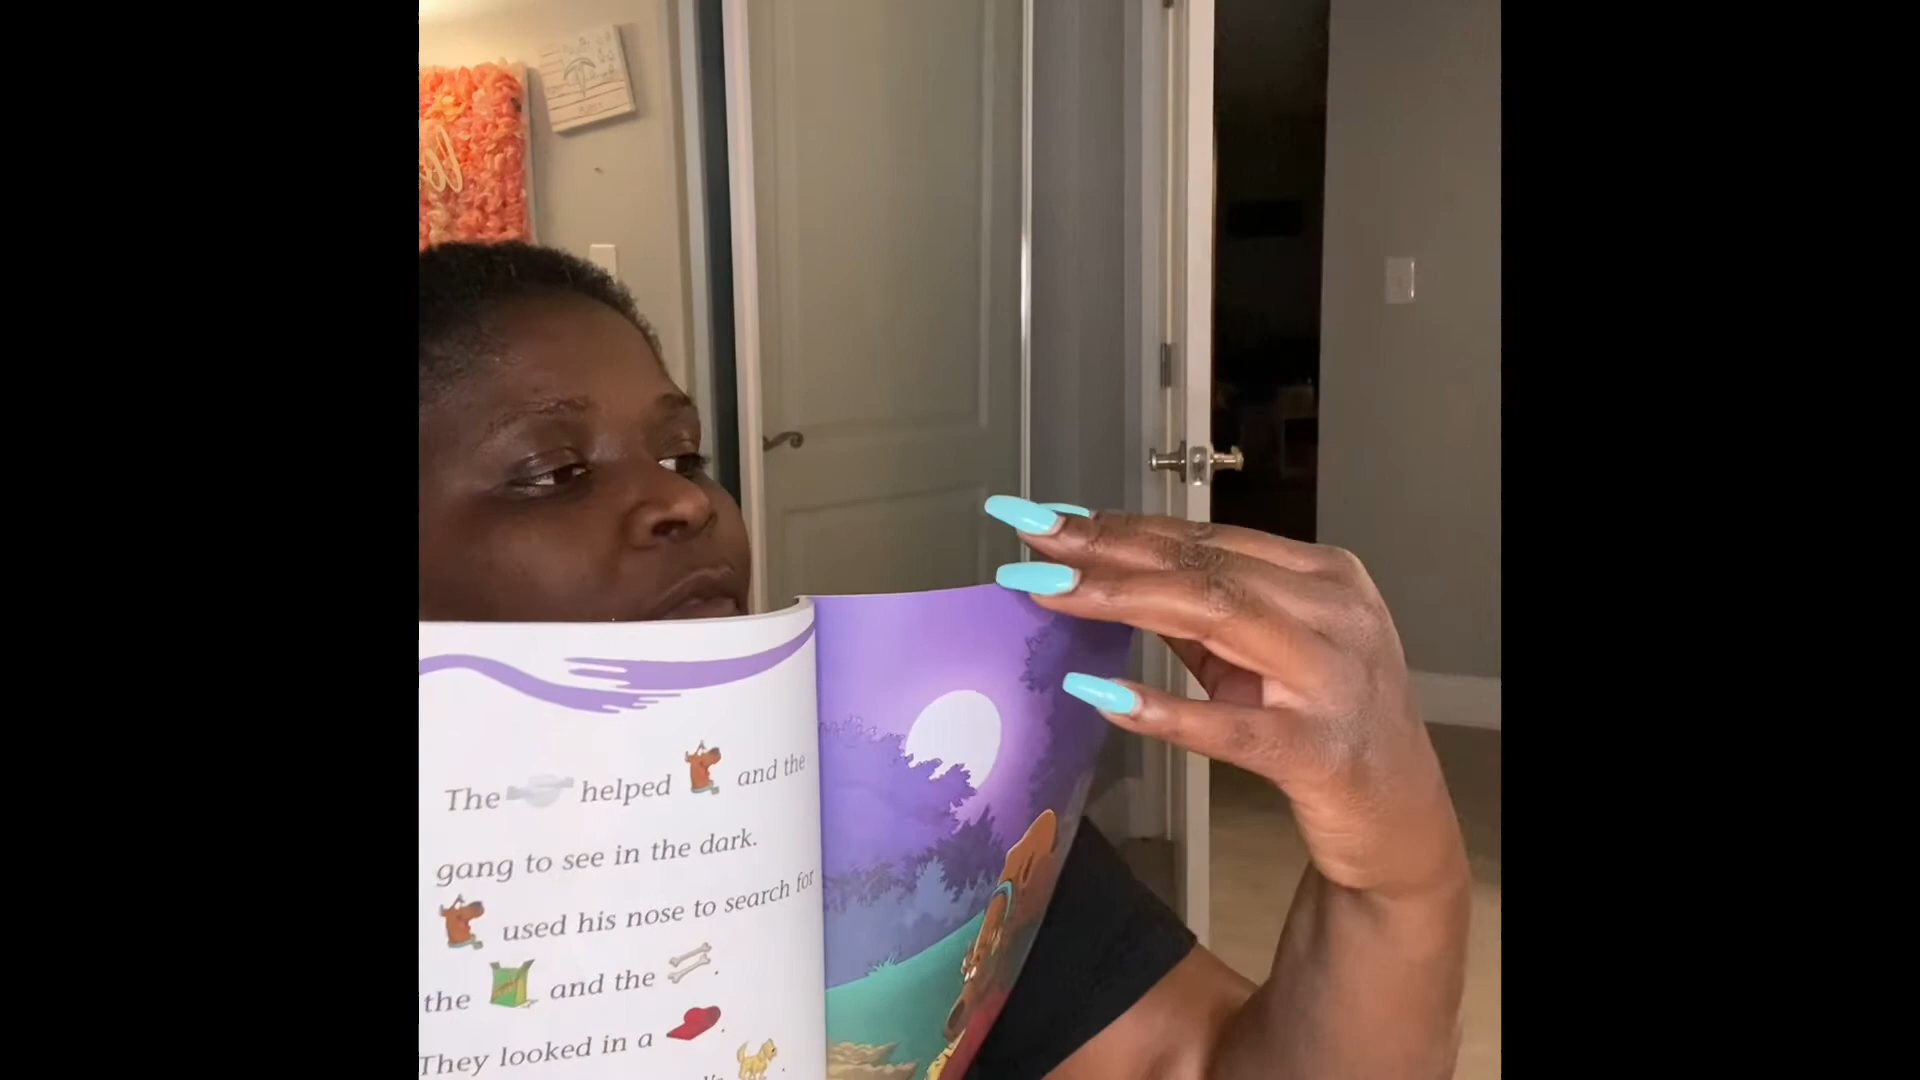 The helped and the
gang to see in the dark.
used his nose to search for
the and the .
They looked in a .